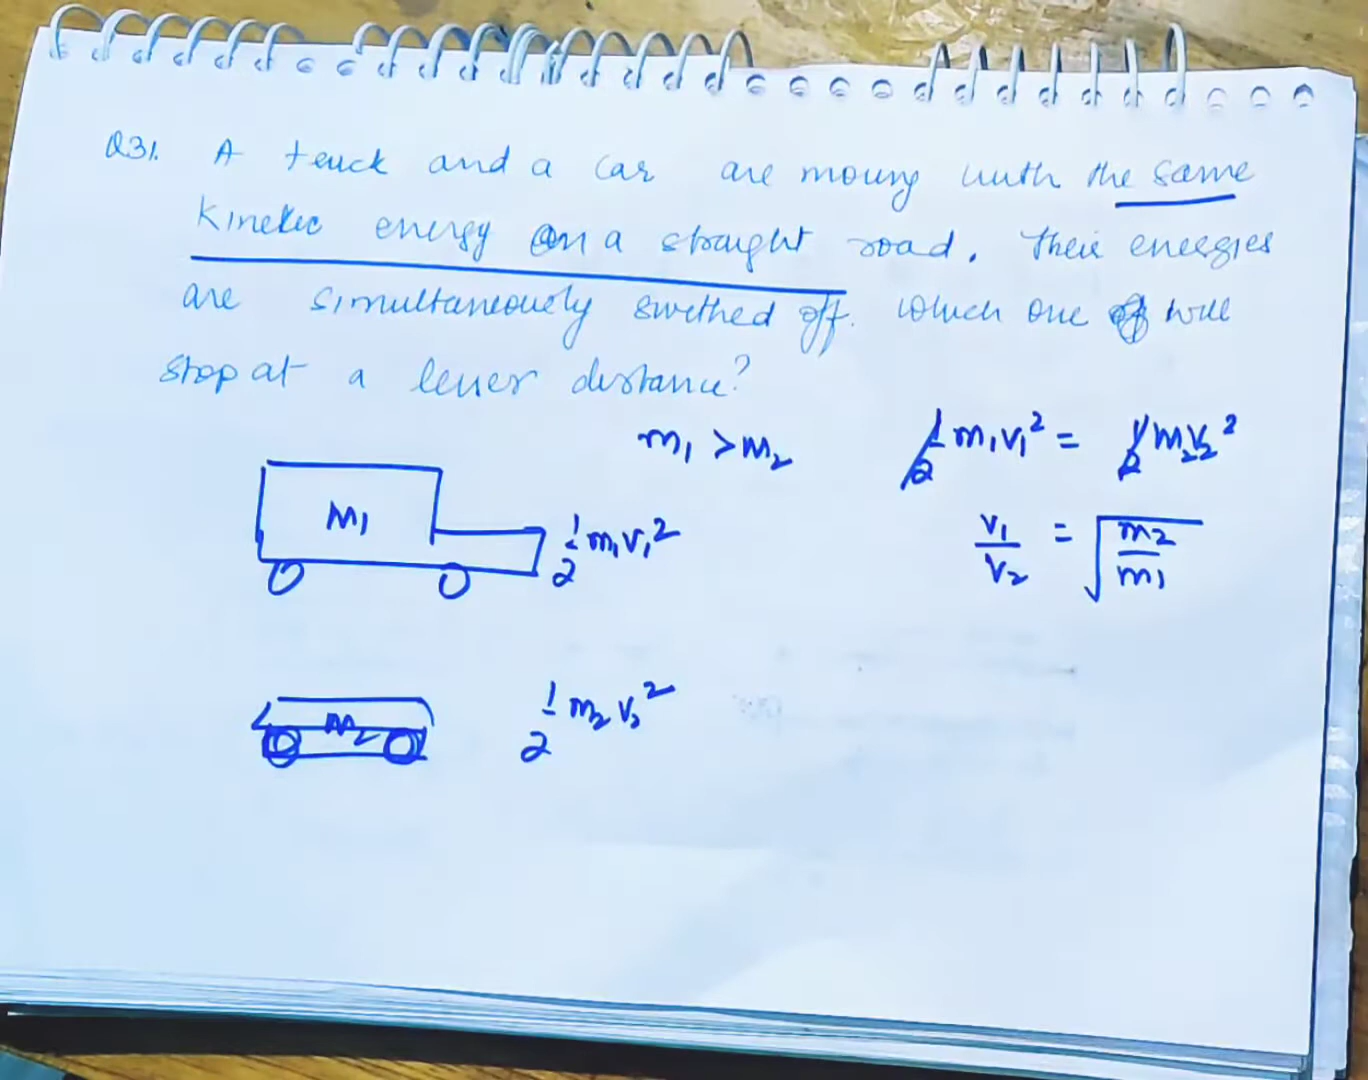 Q31. A truck and a car are moving with the same
Kinetic energy on a straight road. Their energies
are simultaneously swithed off. which one of will
stop at a lesser distance?
m₁ > m₂
½ m₁v₁² = ½ m₂v₂²
M₁
½ m₁v₁²
v₁/v₂ = √(m₂/m₁)
m₂
½ m₂v₂²